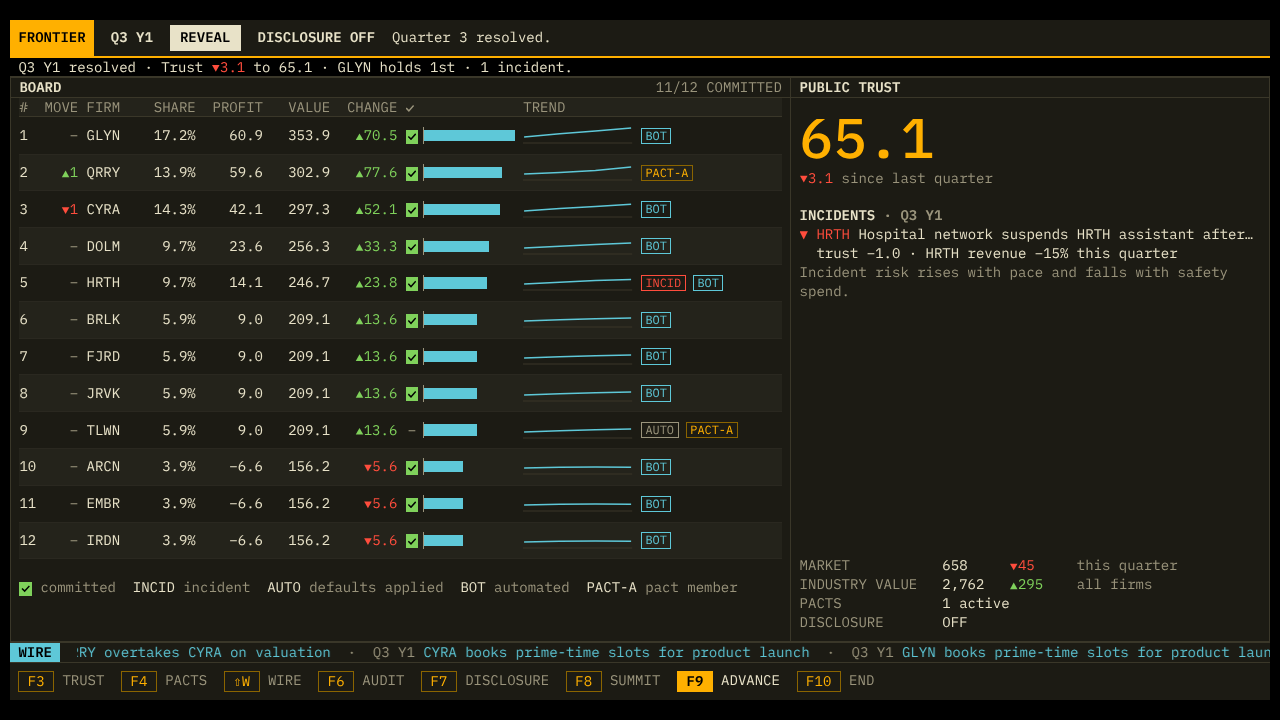 FRONTIER Q3 Y1 REVEAL DISCLOSURE OFF Quarter 3 resolved.
Q3 Y1 resolved · Trust ▼3.1 to 65.1 · GLYN holds 1st · 1 incident.
BOARD 11/12 COMMITTED
# MOVE FIRM SHARE PROFIT VALUE CHANGE ✓ TREND
1 – GLYN 17.2% 60.9 353.9 ▲70.5 BOT
2 ▲1 QRRY 13.9% 59.6 302.9 ▲77.6 PACT-A
3 ▼1 CYRA 14.3% 42.1 297.3 ▲52.1 BOT
4 – DOLM 9.7% 23.6 256.3 ▲33.3 BOT
5 – HRTH 9.7% 14.1 246.7 ▲23.8 INCID BOT
6 – BRLK 5.9% 9.0 209.1 ▲13.6 BOT
7 – FJRD 5.9% 9.0 209.1 ▲13.6 BOT
8 – JRVK 5.9% 9.0 209.1 ▲13.6 BOT
9 – TLWN 5.9% 9.0 209.1 ▲13.6 – AUTO PACT-A
10 – ARCN 3.9% −6.6 156.2 ▼5.6 BOT
11 – EMBR 3.9% −6.6 156.2 ▼5.6 BOT
12 – IRDN 3.9% −6.6 156.2 ▼5.6 BOT
committed INCID incident AUTO defaults applied BOT automated PACT-A pact member
PUBLIC TRUST
65.1
▼3.1 since last quarter
INCIDENTS · Q3 Y1
▼ HRTH Hospital network suspends HRTH assistant after…
trust −1.0 · HRTH revenue −15% this quarter
Incident risk rises with pace and falls with safety
spend.
MARKET 658 ▼45 this quarter
INDUSTRY VALUE 2,762 ▲295 all firms
PACTS 1 active
DISCLOSURE OFF
WIRE RY overtakes CYRA on valuation · Q3 Y1 CYRA books prime-time slots for product launch · Q3 Y1 GLYN books prime-time slots for product laun
F3 TRUST F4 PACTS ⇧W WIRE F6 AUDIT F7 DISCLOSURE F8 SUMMIT F9 ADVANCE F10 END